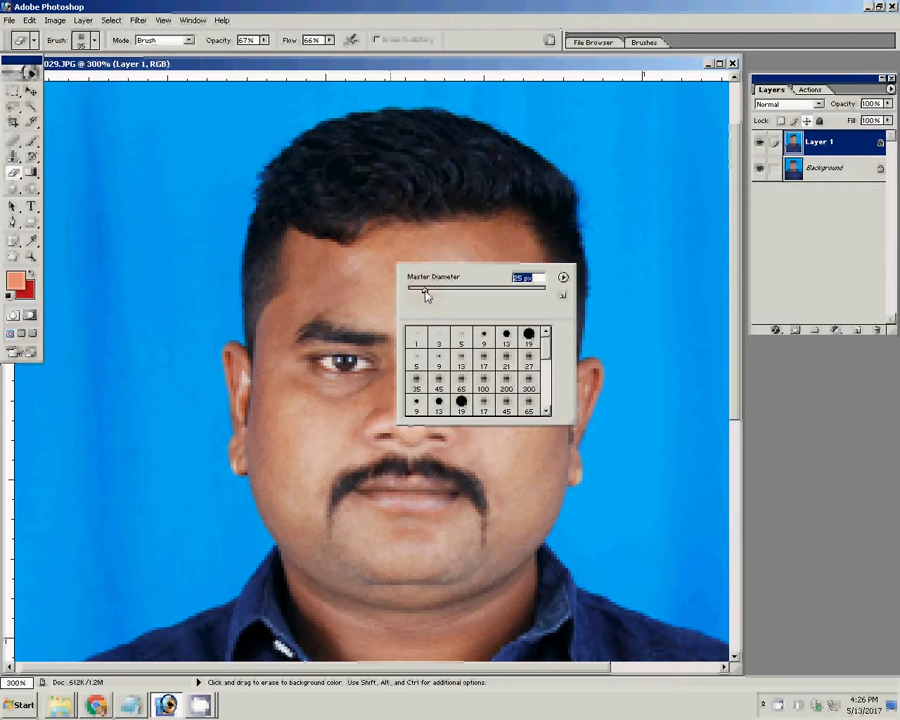 Adobe Photoshop
File Edit Image Layer Select Filter View Window Help
Brush: 25 Mode Brush Opacity: 67% Flow: 66% File Browser Brushes
029.JPG @ 300% (Layer 1, RGB)
Layers Actions
Normal Opacity: 100%
Lock: Fill: 100%
Layer 1
Background
Master Diameter 25 px
1 3 5 9 13 19
5 9 13 17 21 27
35 45 65 100 200 300
9 13 19 17 45 65
300% Doc: 612K/1.2M Click and drag to erase to background color. Use Shift, Alt, and Ctrl for additional options.
Start
4:26 PM
5/13/2017